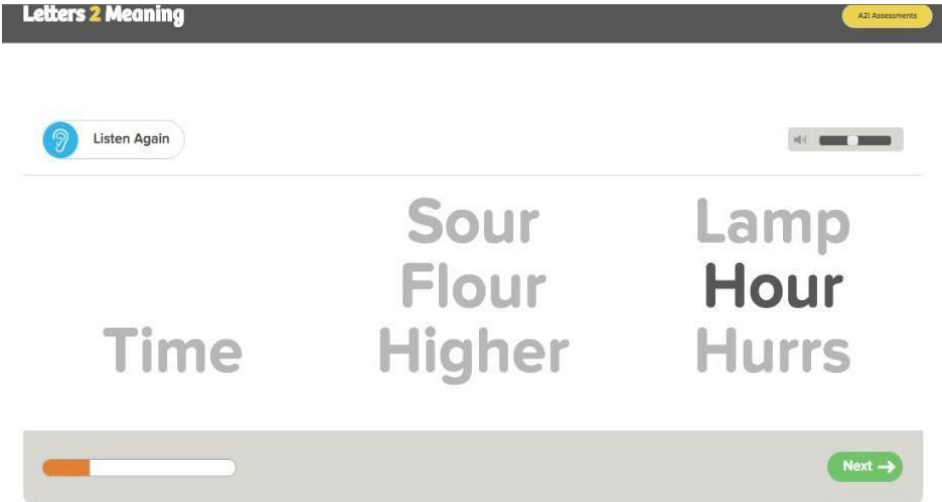 Letters 2 Meaning
A2i Assessments
Listen Again
Sour Lamp
Flour Hour
Time Higher Hurrs
Next